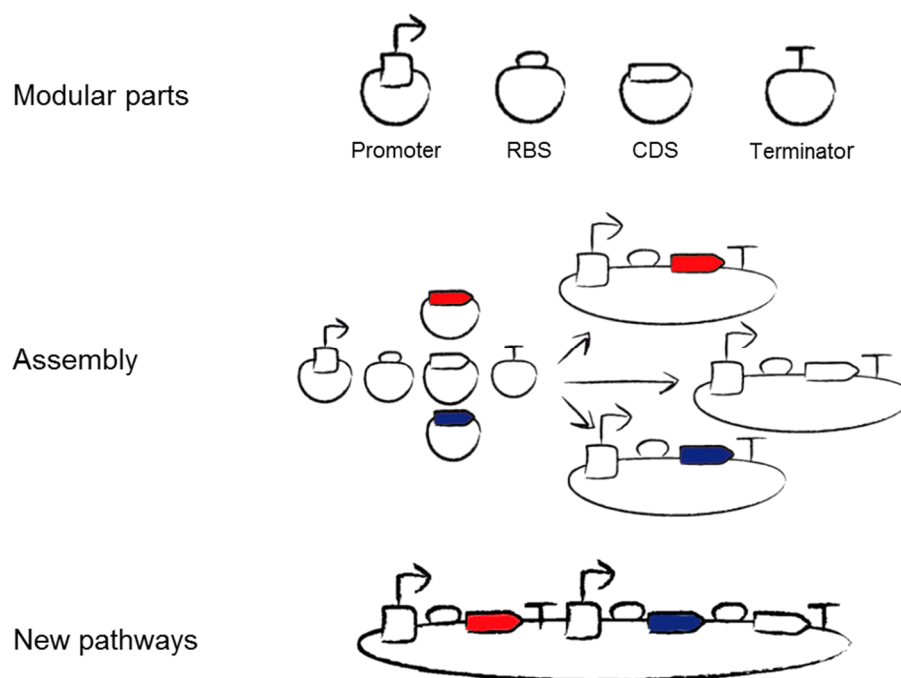 Modular parts
Promoter RBS CDS Terminator
Assembly
New pathways